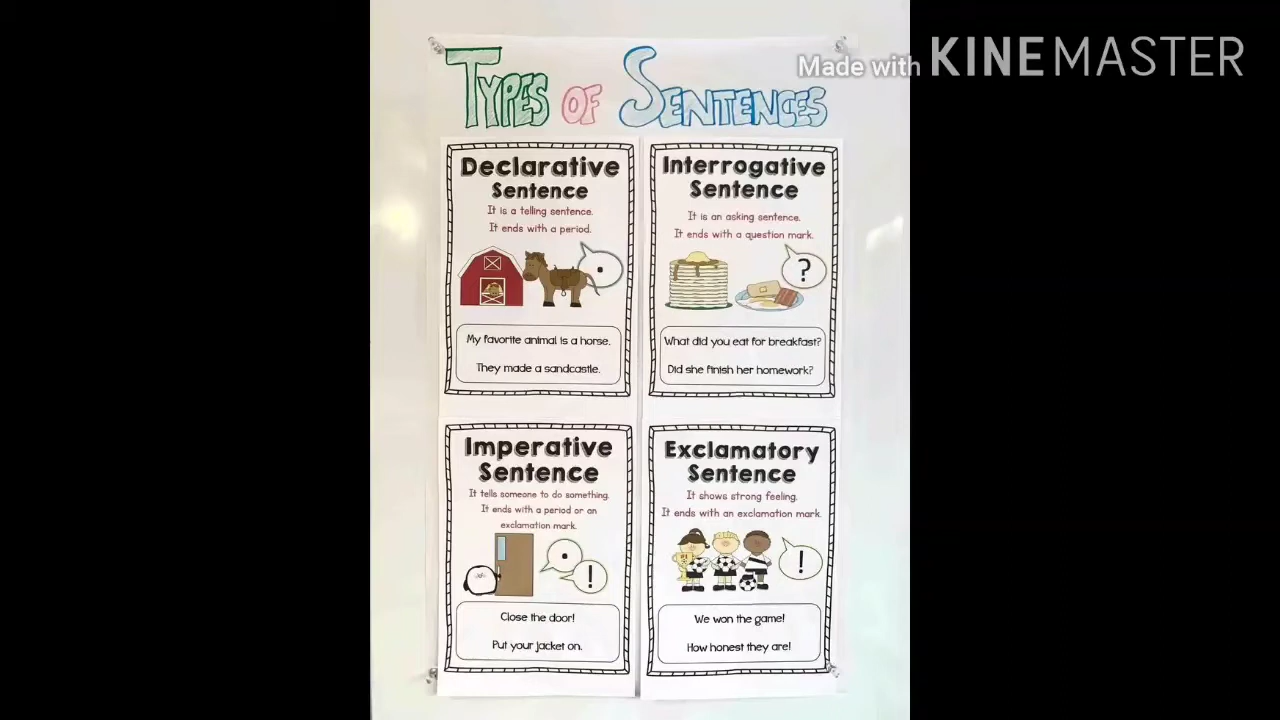 Made with KINEMASTER
TYPES OF SENTENCES
Declarative
Sentence
It is a telling sentence.
It ends with a period.
.
My favorite animal is a horse.
They made a sandcastle.
Interrogative
Sentence
It is an asking sentence.
It ends with a question mark.
?
What did you eat for breakfast?
Did she finish her homework?
Imperative
Sentence
It tells someone to do something.
It ends with a period or an
exclamation mark.
.
!
Close the door!
Put your jacket on.
Exclamatory
Sentence
It shows strong feeling.
It ends with an exclamation mark.
!
We won the game!
How honest they are!